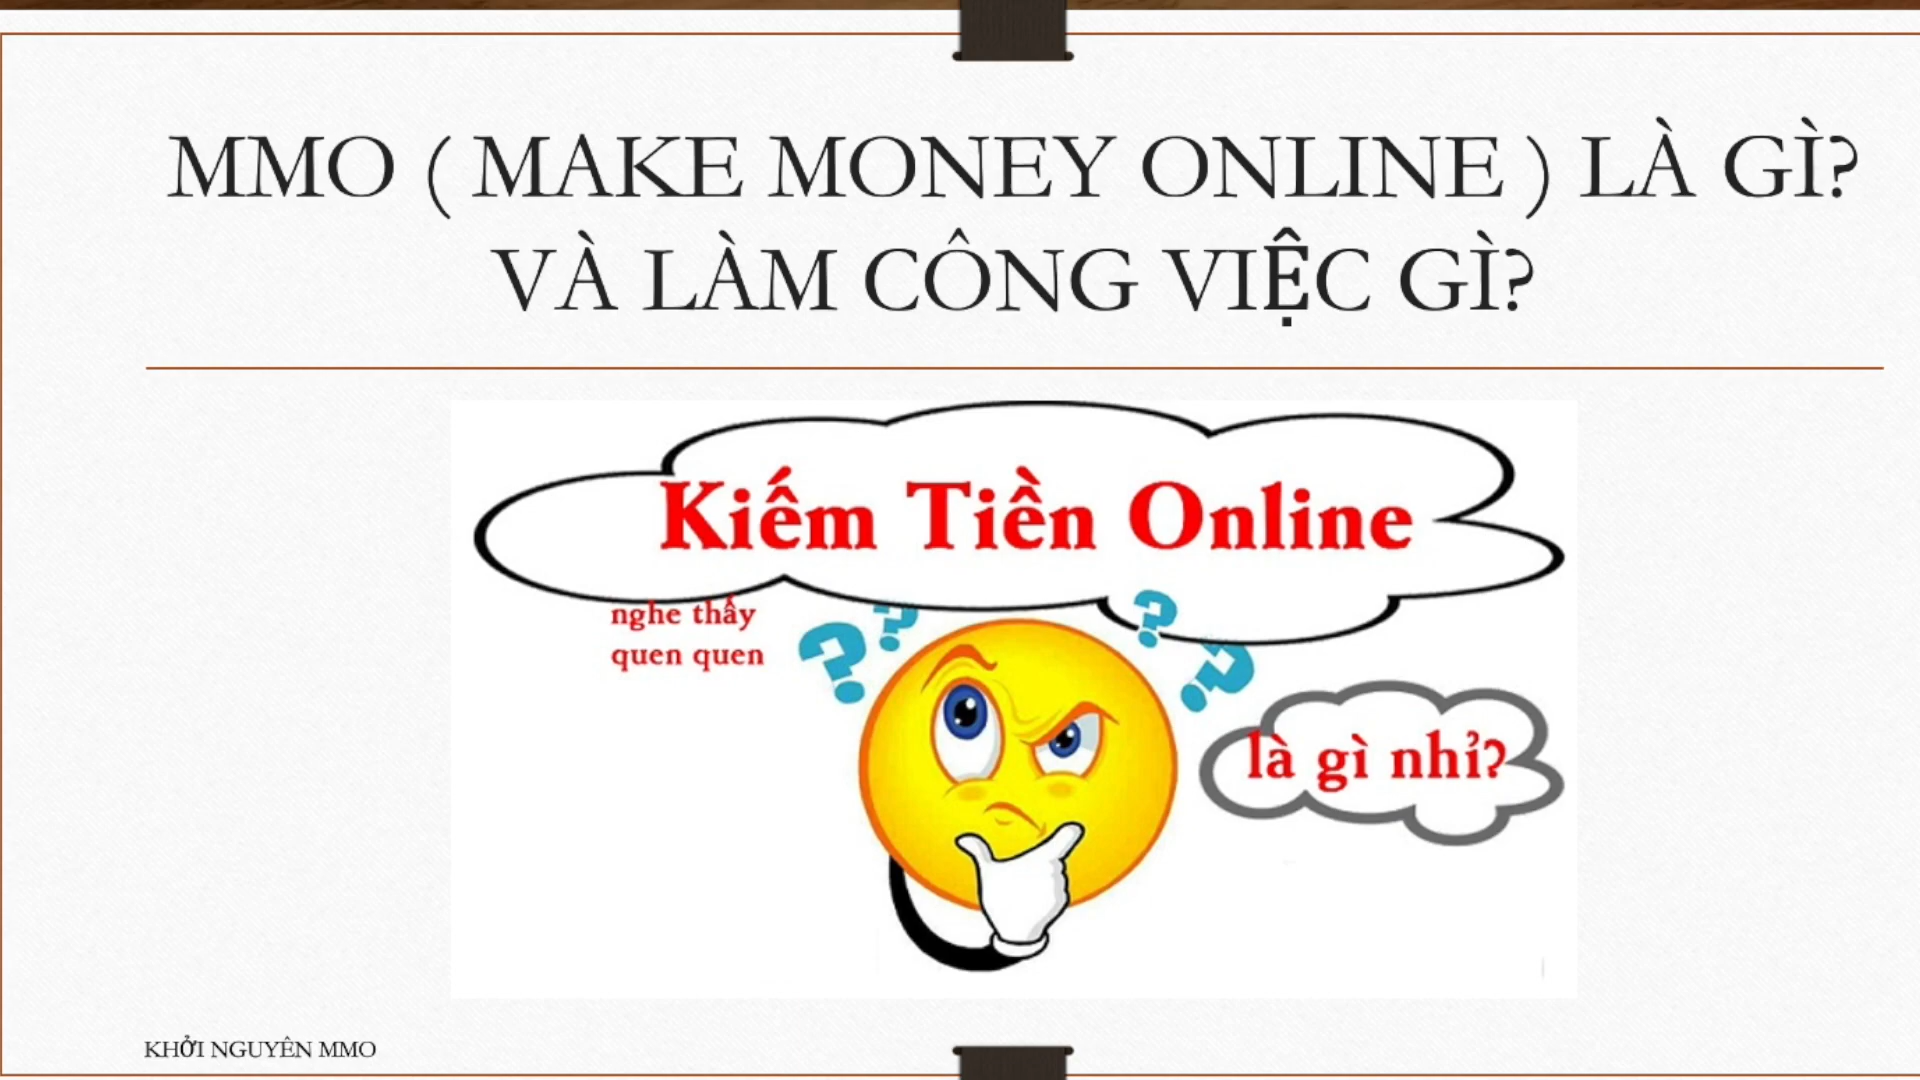 MMO ( MAKE MONEY ONLINE ) LÀ GÌ?
VÀ LÀM CÔNG VIỆC GÌ?
Kiếm Tiền Online
nghe thấy
quen quen
là gì nhỉ?
KHỞI NGUYÊN MMO